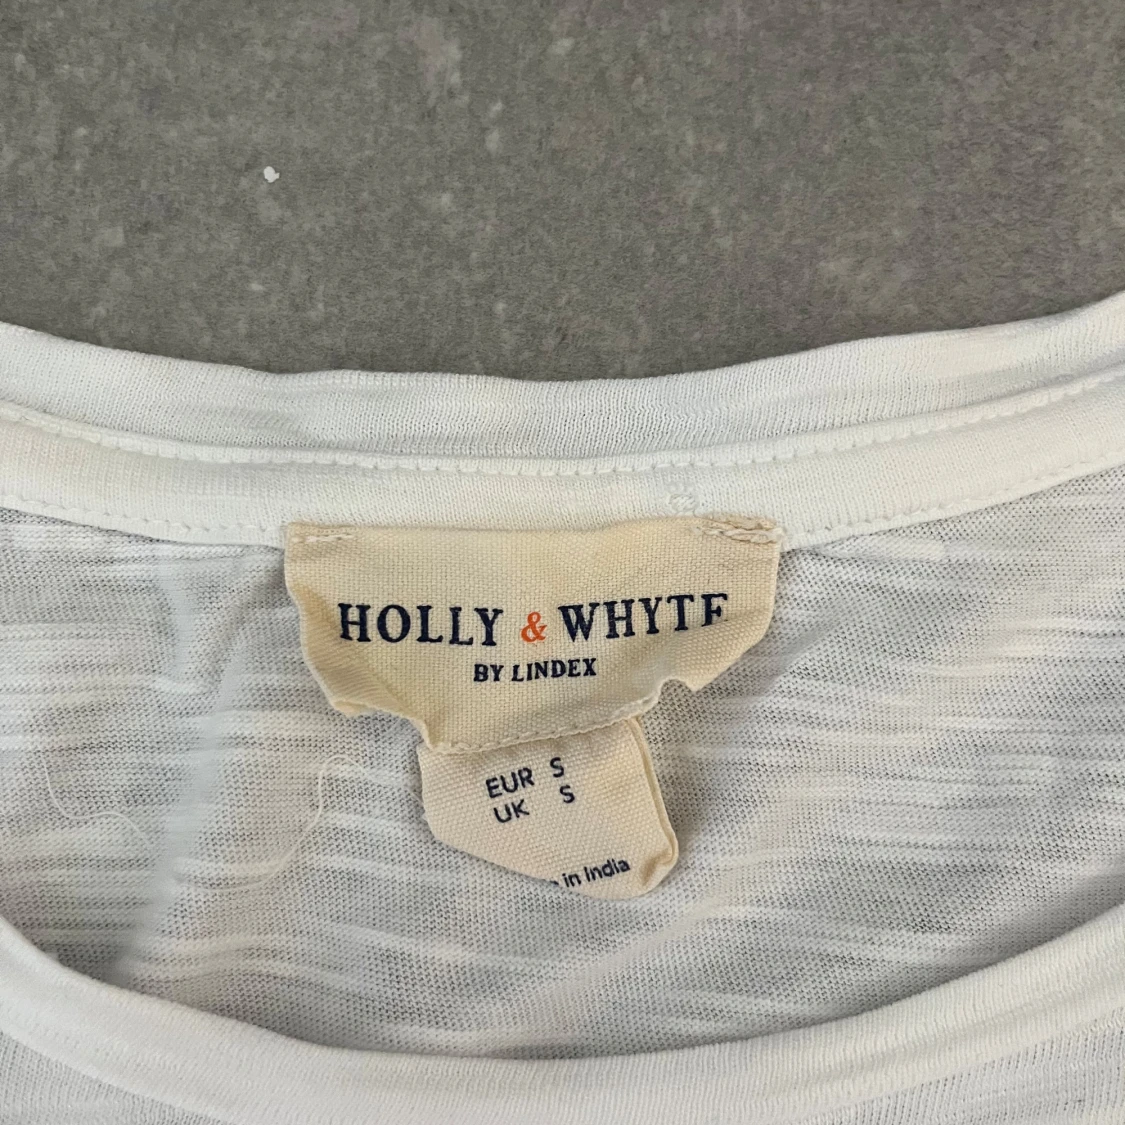 HOLLY & WHYTE
BY LINDEX
EUR S
UK S
in India